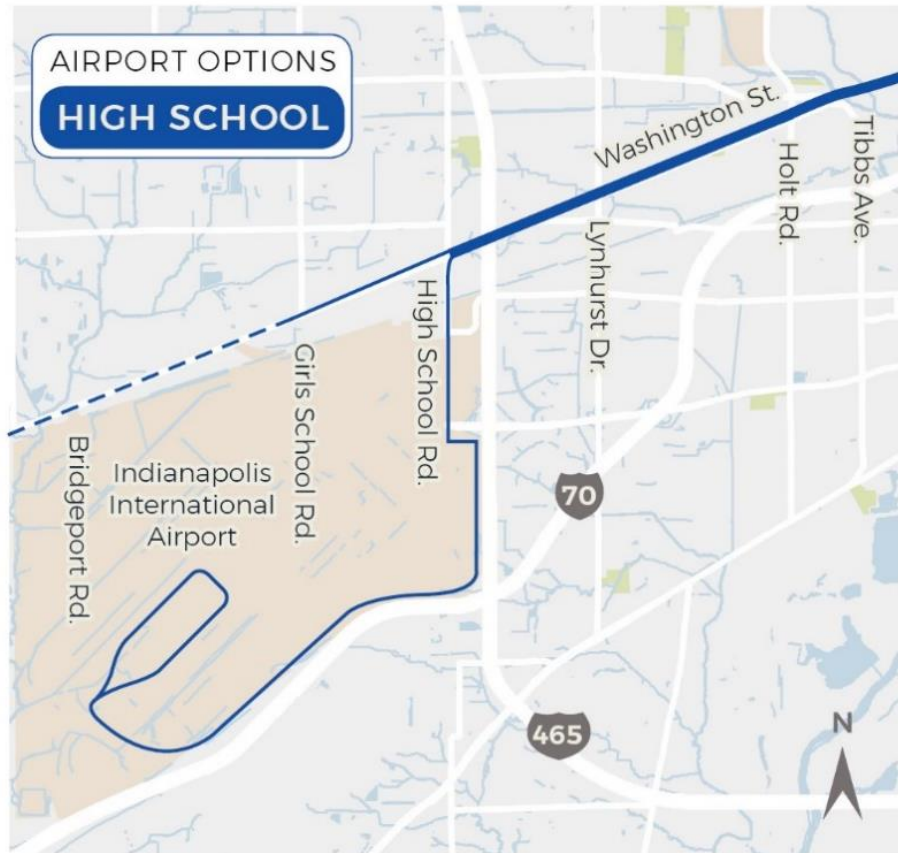 AIRPORT OPTIONS
HIGH SCHOOL
Washington St.
Tibbs Ave.
Holt Rd.
Lynhurst Dr.
High School Rd.
Girls School Rd.
Bridgeport Rd.
Indianapolis
International
Airport
70
465
N